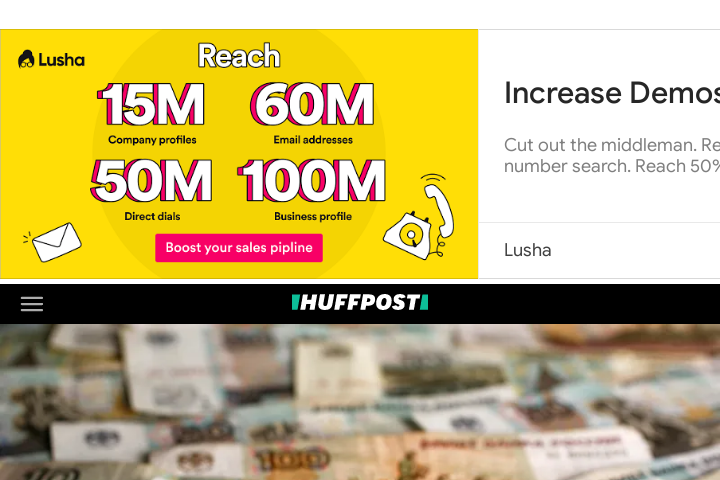 Lusha
Reach
15M
60M
Company profiles
Email addresses
50M
100M
Direct dials
Business profile
Boost your sales pipline
Increase Demos
Cut out the middleman. Re
number search. Reach 50%
Lusha
HUFFPOST
100